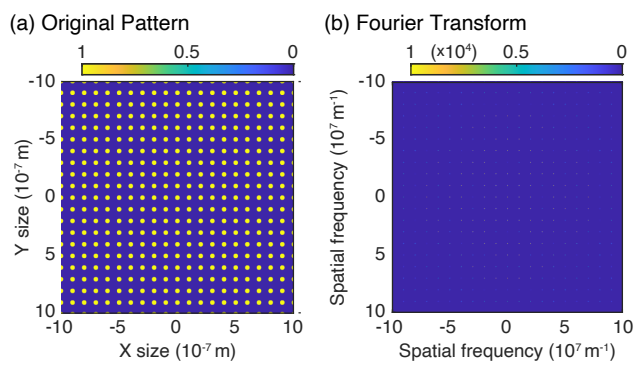 (a) Original Pattern
1 0.5 0
-10
-5
0
5
10
-10 -5 0 5 10
Y size (10⁻⁷ m)
X size (10⁻⁷ m)
(b) Fourier Transform
1 (x10⁴) 0.5 0
-10
-5
0
5
10
-10 -5 0 5 10
Spatial frequency (10⁷ m⁻¹)
Spatial frequency (10⁷ m⁻¹)